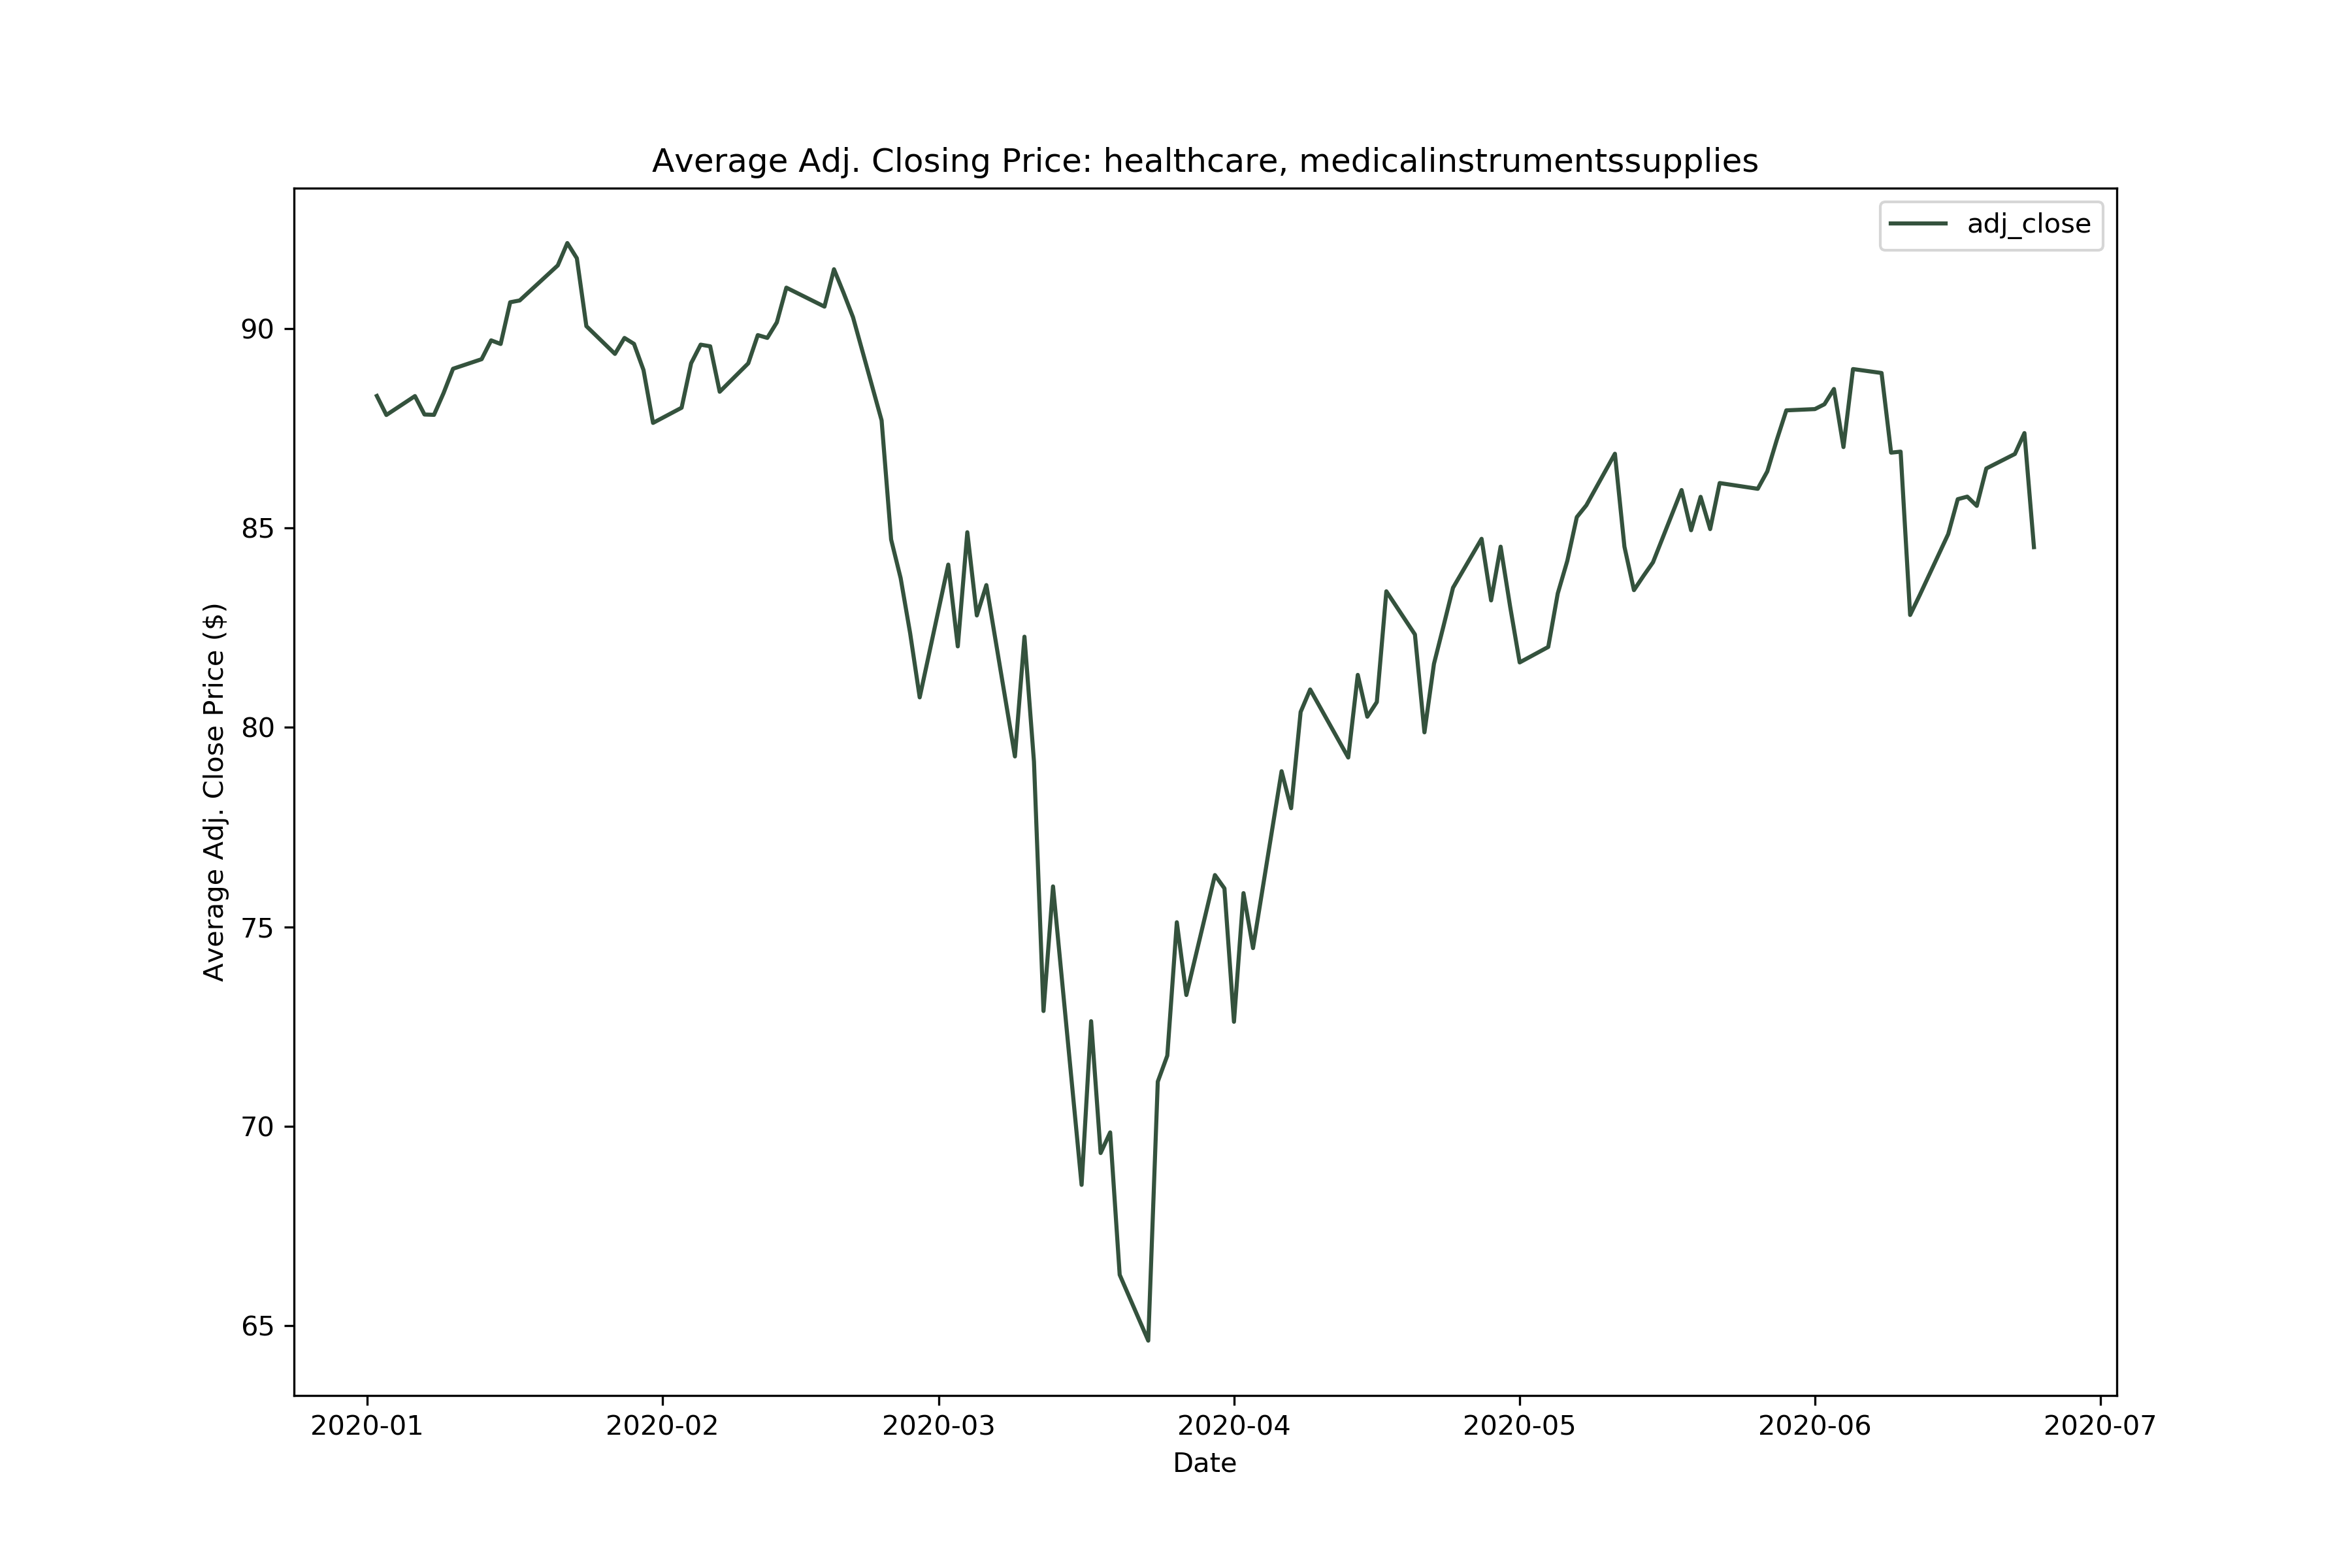 Average Adj. Closing Price: healthcare, medicalinstrumentssupplies
adj_close
Average Adj. Close Price ($)
90
85
80
75
70
65
2020-01 2020-02 2020-03 2020-04 2020-05 2020-06 2020-07
Date